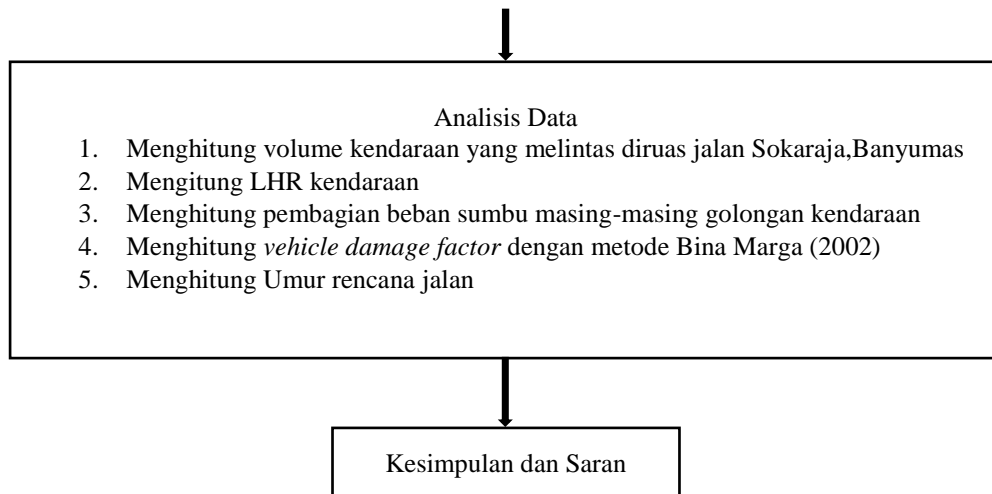 Analisis Data
1. Menghitung volume kendaraan yang melintas diruas jalan Sokaraja,Banyumas
2. Mengitung LHR kendaraan
3. Menghitung pembagian beban sumbu masing-masing golongan kendaraan
4. Menghitung vehicle damage factor dengan metode Bina Marga (2002)
5. Menghitung Umur rencana jalan
Kesimpulan dan Saran